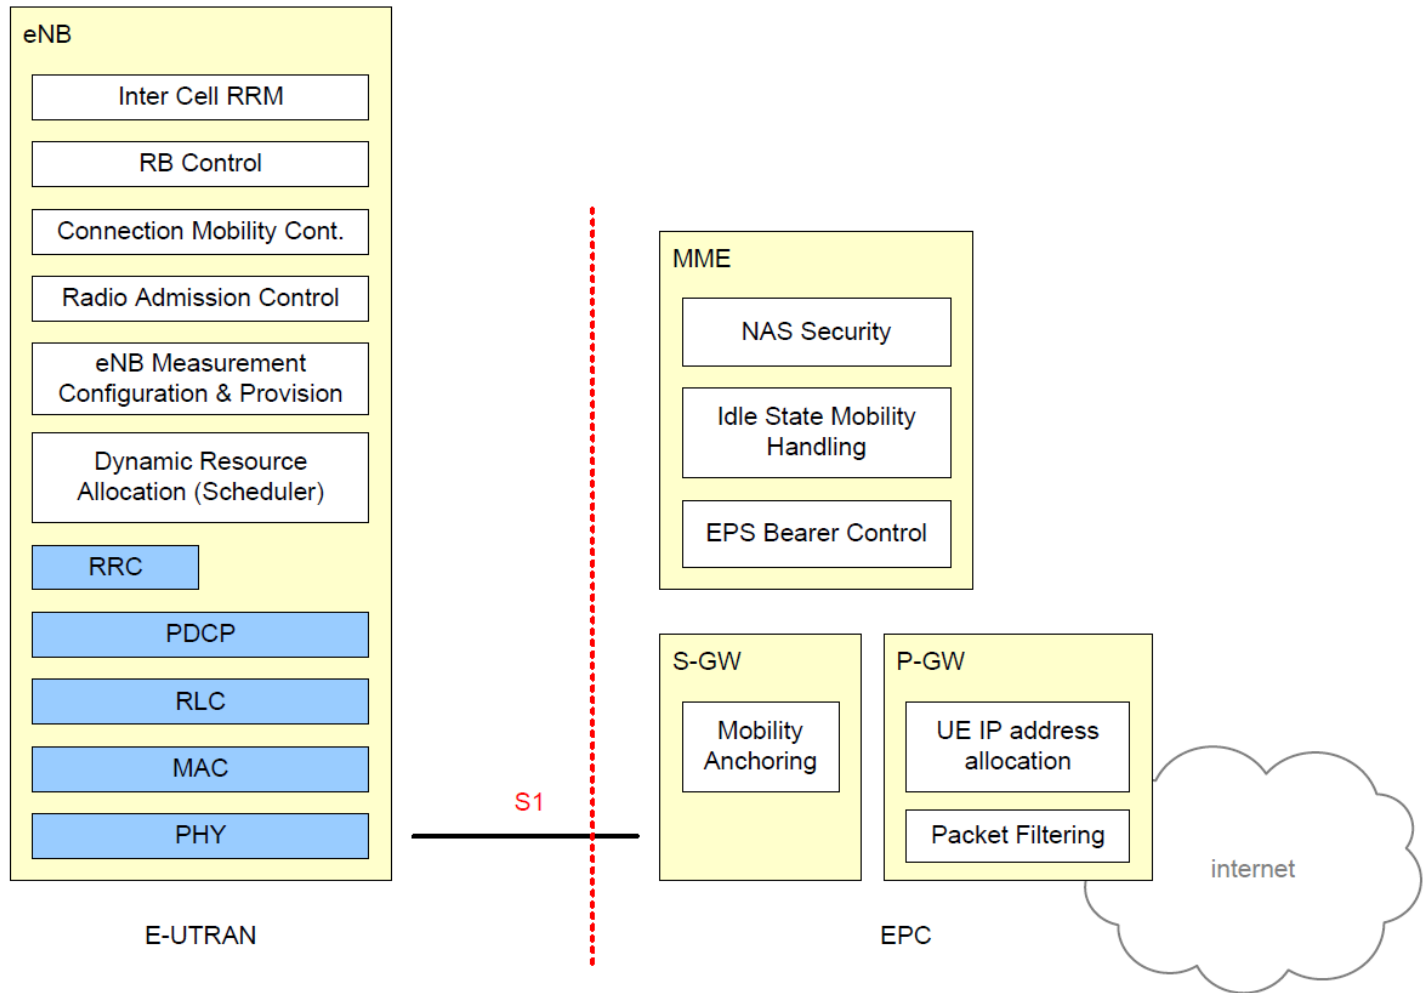 eNB
Inter Cell RRM
RB Control
Connection Mobility Cont.
Radio Admission Control
eNB Measurement
Configuration & Provision
Dynamic Resource
Allocation (Scheduler)
RRC
PDCP
RLC
MAC
PHY
E-UTRAN
S1
MME
NAS Security
Idle State Mobility
Handling
EPS Bearer Control
S-GW
Mobility
Anchoring
P-GW
UE IP address
allocation
Packet Filtering
internet
EPC